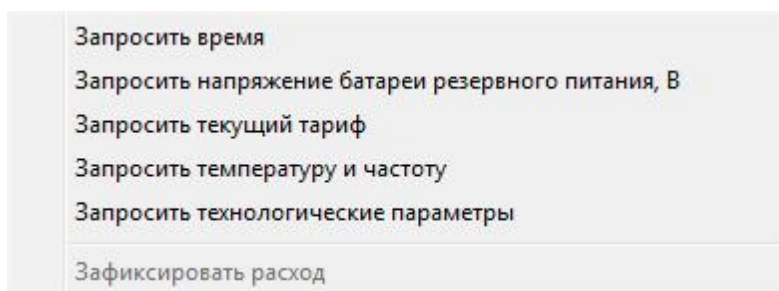 Запросить время
Запросить напряжение батареи резервного питания, В
Запросить текущий тариф
Запросить температуру и частоту
Запросить технологические параметры
Зафиксировать расход